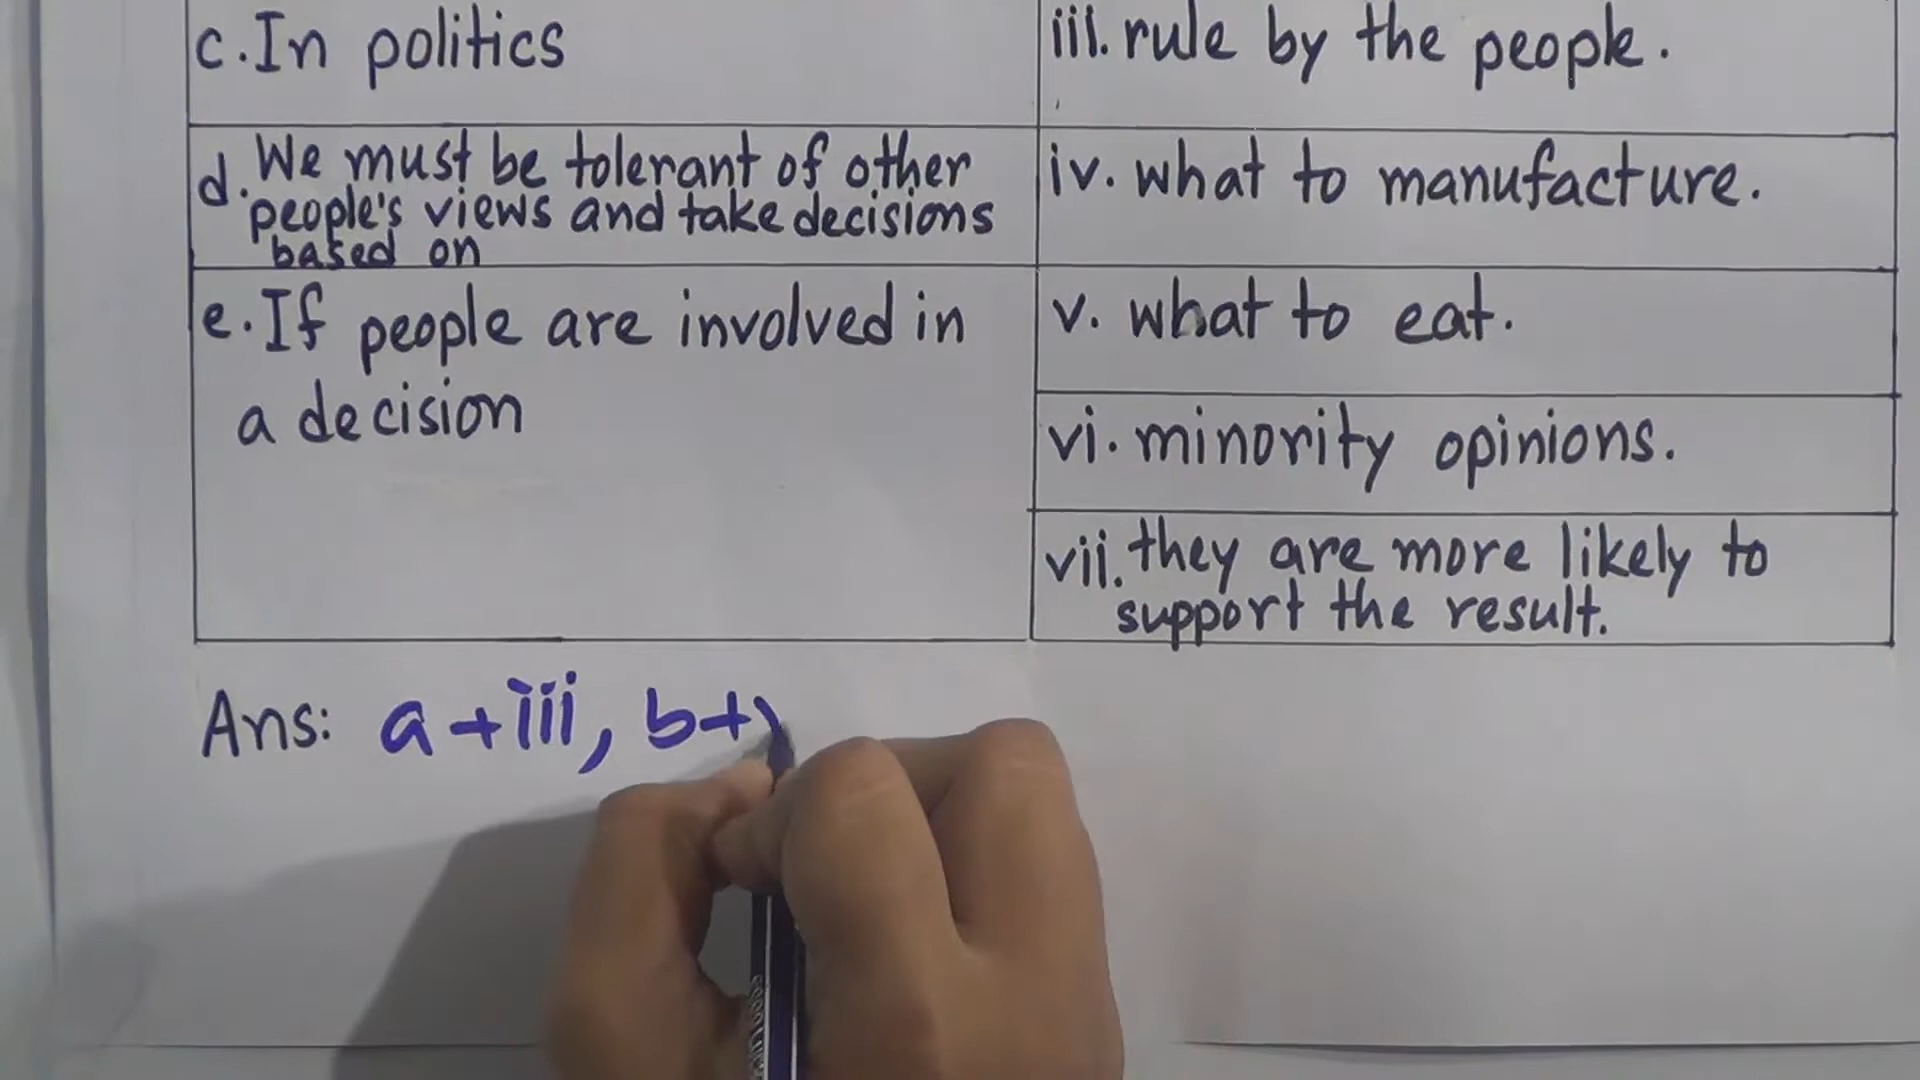 c. In politics
iii. rule by the people.
d. We must be tolerant of other
people's views and take decisions
based on
iv. what to manufacture.
e. If people are involved in
a decision
v. what to eat.
vi. minority opinions.
vii. they are more likely to
support the result.
Ans: a+iii, b+